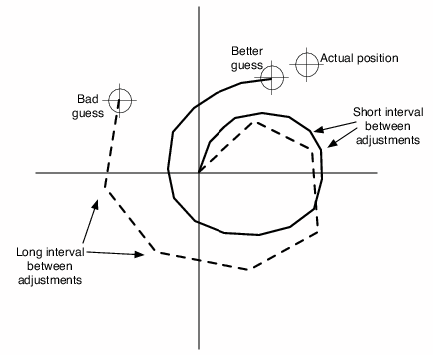 Better
guess
Actual position
Bad
guess
Short interval
between
adjustments
Long interval
between
adjustments